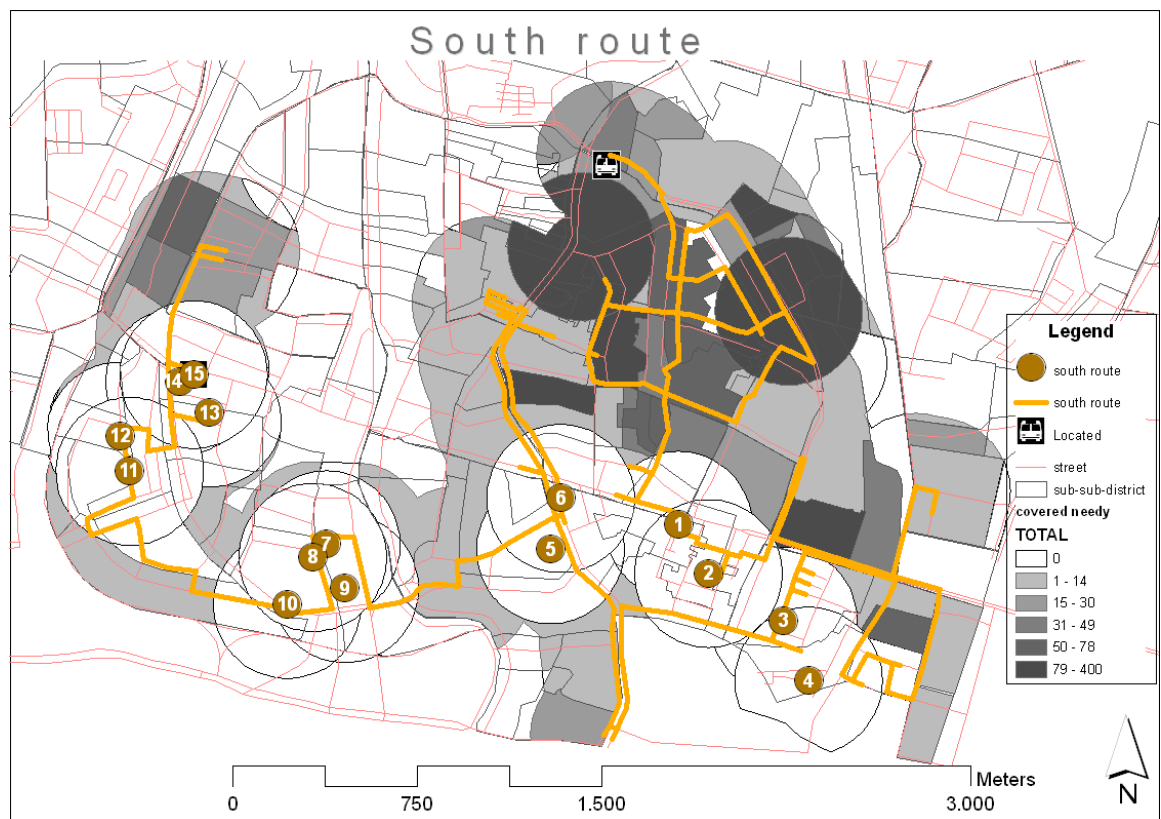 South route
15
14
13
12
11
6
1
7
5
8
2
9
10
3
4
Legend
south route
south route
Located
street
sub-sub-district
covered needy
TOTAL
0
1 - 14
15 - 30
31 - 49
50 - 78
79 - 400
Meters
0 750 1.500 3.000
N